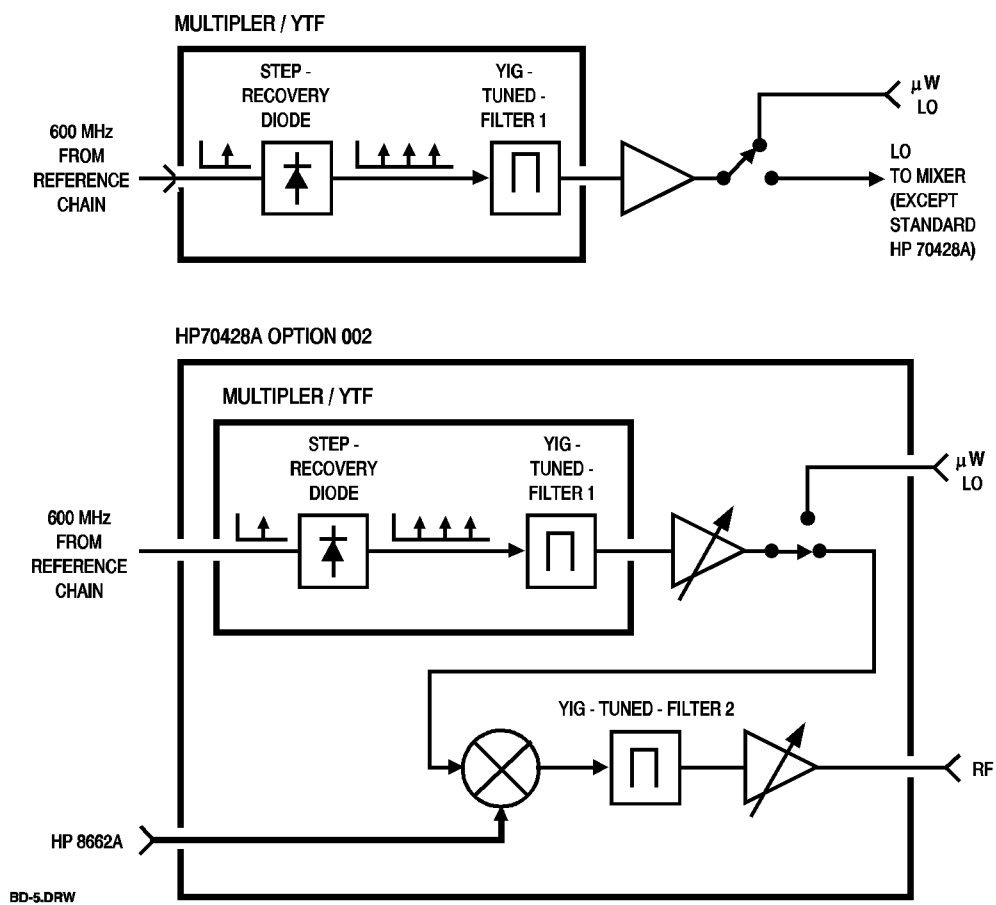 MULTIPLER / YTF
STEP -
RECOVERY
DIODE
YIG -
TUNED -
FILTER 1
600 MHz
FROM
REFERENCE
CHAIN
µW
LO
LO
TO MIXER
(EXCEPT
STANDARD
HP 70428A)
HP70428A OPTION 002
MULTIPLER / YTF
STEP -
RECOVERY
DIODE
YIG -
TUNED -
FILTER 1
600 MHz
FROM
REFERENCE
CHAIN
µW
LO
YIG - TUNED - FILTER 2
RF
HP 8662A
BD-5.DRW